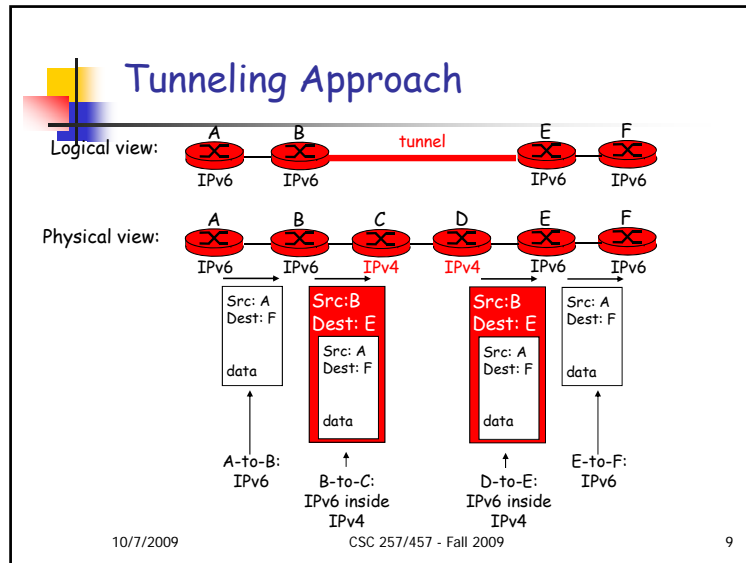 Tunneling Approach
A B E F
Logical view: tunnel
IPv6 IPv6 IPv6 IPv6
A B C D E F
Physical view:
IPv6 IPv6 IPv4 IPv4 IPv6 IPv6
Src: A
Dest: F
data
Src:B
Dest: E
Src: A
Dest: F
data
Src:B
Dest: E
Src: A
Dest: F
data
Src: A
Dest: F
data
A-to-B:
IPv6
B-to-C:
IPv6 inside
IPv4
D-to-E:
IPv6 inside
IPv4
E-to-F:
IPv6
10/7/2009 CSC 257/457 - Fall 2009 9